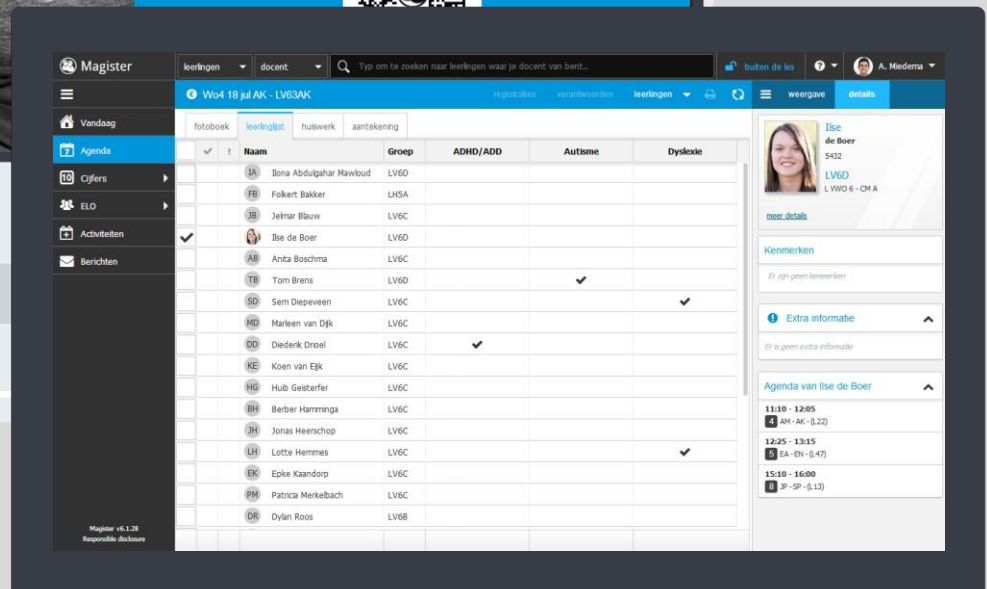 Magister
leerlingen
docent
Typ om te zoeken naar leerlingen waar je docent van bent...
buiten de les
?
A. Miedema
Wo4 18 jul AK - LV63AK
registraties
verantwoorden
leerlingen
weergave
details
Vandaag
7 Agenda
10 Cijfers
ELO
Activiteiten
Berichten
Magister v6.1.28
Responsible disclosure
fotoboek
leerlinglijst
huiswerk
aantekening
! Naam Groep ADHD/ADD Autisme Dyslexie
IA Ilona Abdulgahar Mawloud LV6D
FB Folkert Bakker LH5A
JB Jelmar Blauw LV6C
Ilse de Boer LV6D
AB Anita Boschma LV6C
TB Tom Brens LV6D
SD Sem Diepeveen LV6C
MD Marleen van Dijk LV6C
DD Diederik Drioel LV6C
KE Koen van Eijk LV6C
HG Huib Geisterfer LV6C
BH Berber Hamminga LV6C
JH Jonas Heerschop LV6C
LH Lotte Hemmes LV6C
EK Epke Kaandorp LV6C
PM Patricia Merkelbach LV6C
DR Dylan Roos LV6B
Ilse
de Boer
5432
LV6D
L VWO 6 - CM A
meer details
Kenmerken
Er zijn geen kenmerken
Extra informatie
Er is geen extra informatie
Agenda van Ilse de Boer
11:10 - 12:05
4 AM - AK - (L22)
12:25 - 13:15
5 EA - EN - (L47)
15:10 - 16:00
8 JP - SP - (L13)